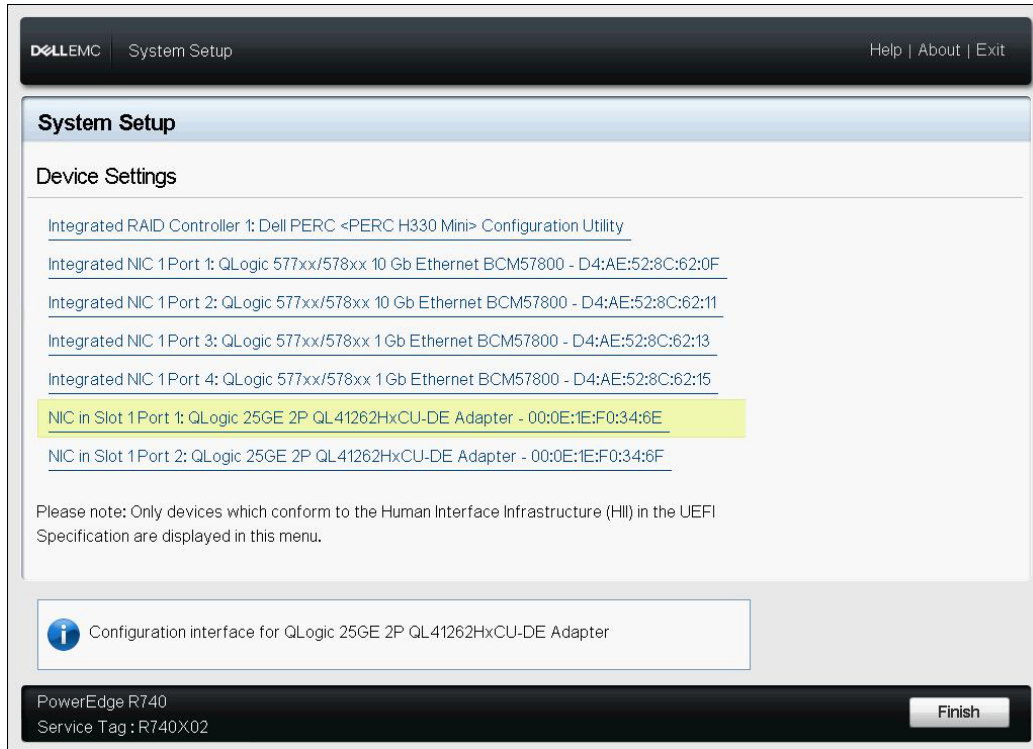 DELLEMC System Setup Help | About | Exit
System Setup
Device Settings
Integrated RAID Controller 1: Dell PERC <PERC H330 Mini> Configuration Utility
Integrated NIC 1 Port 1: QLogic 577xx/578xx 10 Gb Ethernet BCM57800 - D4:AE:52:8C:62:0F
Integrated NIC 1 Port 2: QLogic 577xx/578xx 10 Gb Ethernet BCM57800 - D4:AE:52:8C:62:11
Integrated NIC 1 Port 3: QLogic 577xx/578xx 1 Gb Ethernet BCM57800 - D4:AE:52:8C:62:13
Integrated NIC 1 Port 4: QLogic 577xx/578xx 1 Gb Ethernet BCM57800 - D4:AE:52:8C:62:15
NIC in Slot 1 Port 1: QLogic 25GE 2P QL41262HxCU-DE Adapter - 00:0E:1E:F0:34:6E
NIC in Slot 1 Port 2: QLogic 25GE 2P QL41262HxCU-DE Adapter - 00:0E:1E:F0:34:6F
Please note: Only devices which conform to the Human Interface Infrastructure (HII) in the UEFI
Specification are displayed in this menu.
Configuration interface for QLogic 25GE 2P QL41262HxCU-DE Adapter
PowerEdge R740
Service Tag : R740X02
Finish